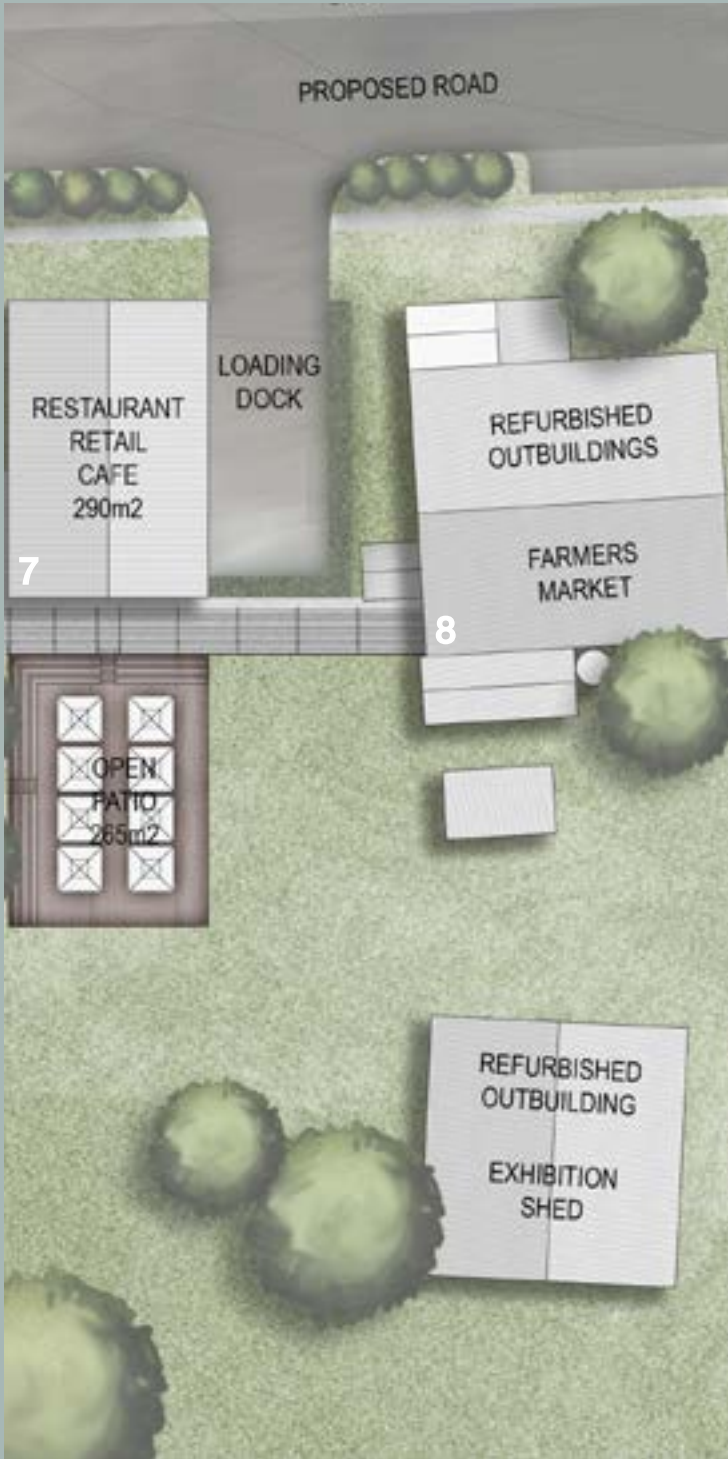 PROPOSED ROAD
LOADING
DOCK
RESTAURANT
RETAIL
CAFE
290m2
7
REFURBISHED
OUTBUILDINGS
FARMERS
MARKET
8
OPEN
PATIO
265m2
REFURBISHED
OUTBUILDING
EXHIBITION
SHED